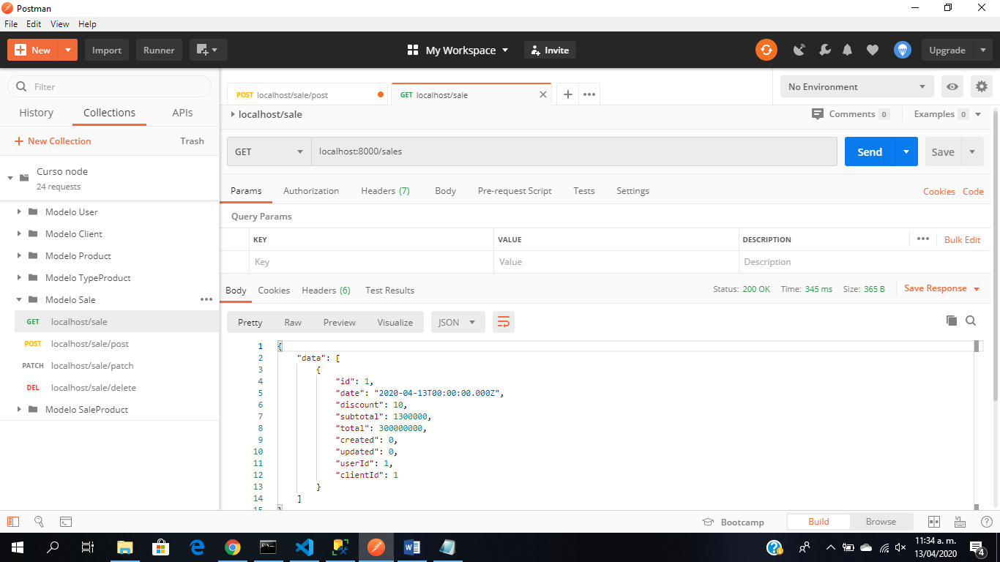 Postman
File Edit View Help
New Import Runner My Workspace Invite Upgrade
Filter
History Collections APIs
New Collection Trash
Curso node
24 requests
Modelo User
Modelo Client
Modelo Product
Modelo TypeProduct
Modelo Sale
GET localhost/sale
POST localhost/sale/post
PATCH localhost/sale/patch
DEL localhost/sale/delete
Modelo SaleProduct
POST localhost/sale/post GET localhost/sale No Environment
localhost/sale Comments 0 Examples 0
GET localhost:8000/sales Send Save
Params Authorization Headers (7) Body Pre-request Script Tests Settings Cookies Code
Query Params
KEY VALUE DESCRIPTION Bulk Edit
Key Value Description
Body Cookies Headers (6) Test Results Status: 200 OK Time: 345 ms Size: 365 B Save Response
Pretty Raw Preview Visualize JSON
1 {
2 "data": [
3 {
4 "id": 1,
5 "date": "2020-04-13T00:00:00.000Z",
6 "discount": 10,
7 "subtotal": 1300000,
8 "total": 300000000,
9 "created": 0,
10 "updated": 0,
11 "userId": 1,
12 "clientId": 1
13 }
14 ]
15 }
Bootcamp Build Browse
11:34 a. m.
13/04/2020
4